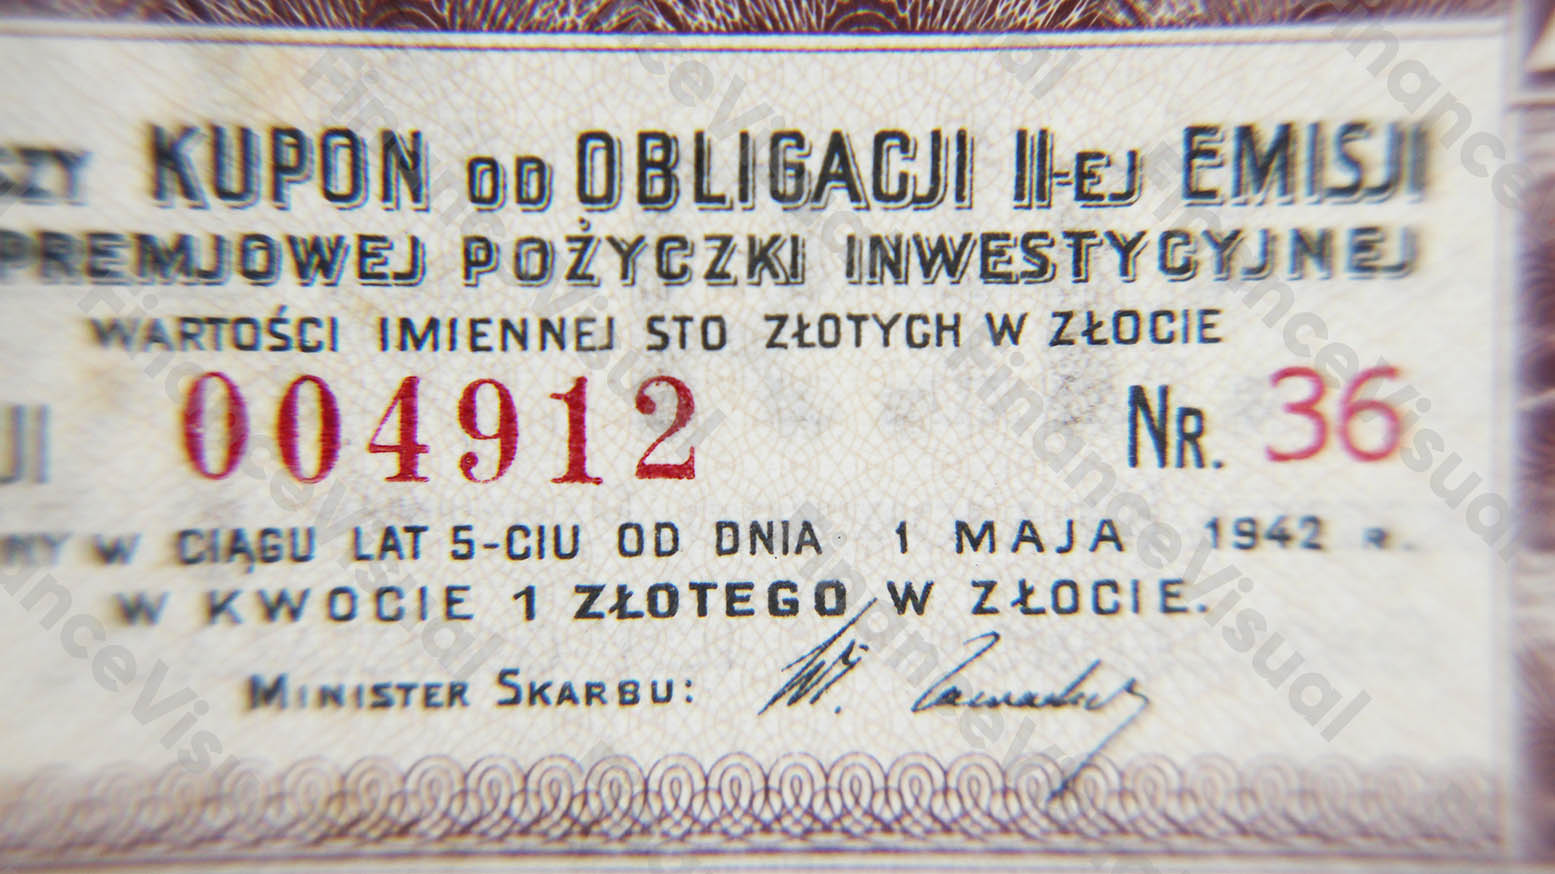 KUPON OD OBLIGACJI II-EJ EMISJI
PREMJOWEJ POŻYCZKI INWESTYCYJNEJ
WARTOŚCI IMIENNEJ STO ZŁOTYCH W ZŁOCIE
004912 NR. 36
W CIĄGU LAT 5-CIU OD DNIA 1 MAJA 1942 R.
W KWOCIE 1 ZŁOTEGO W ZŁOCIE.
MINISTER SKARBU:
FinanceVisual